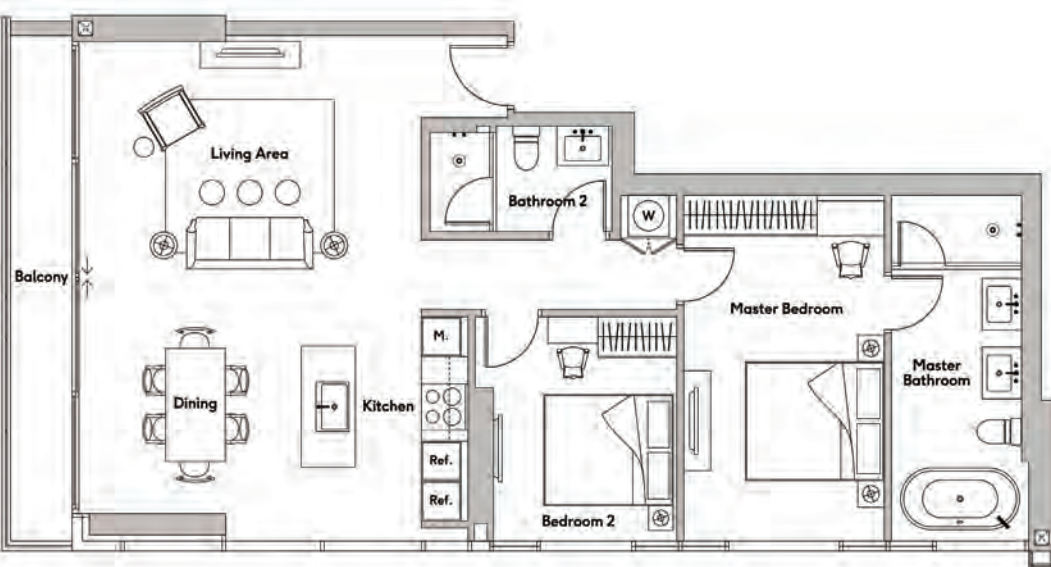 Living Area
Bathroom 2
W
Balcony
Master Bedroom
M.
Master
Bathroom
Dining
Kitchen
Ref.
Ref.
Bedroom 2